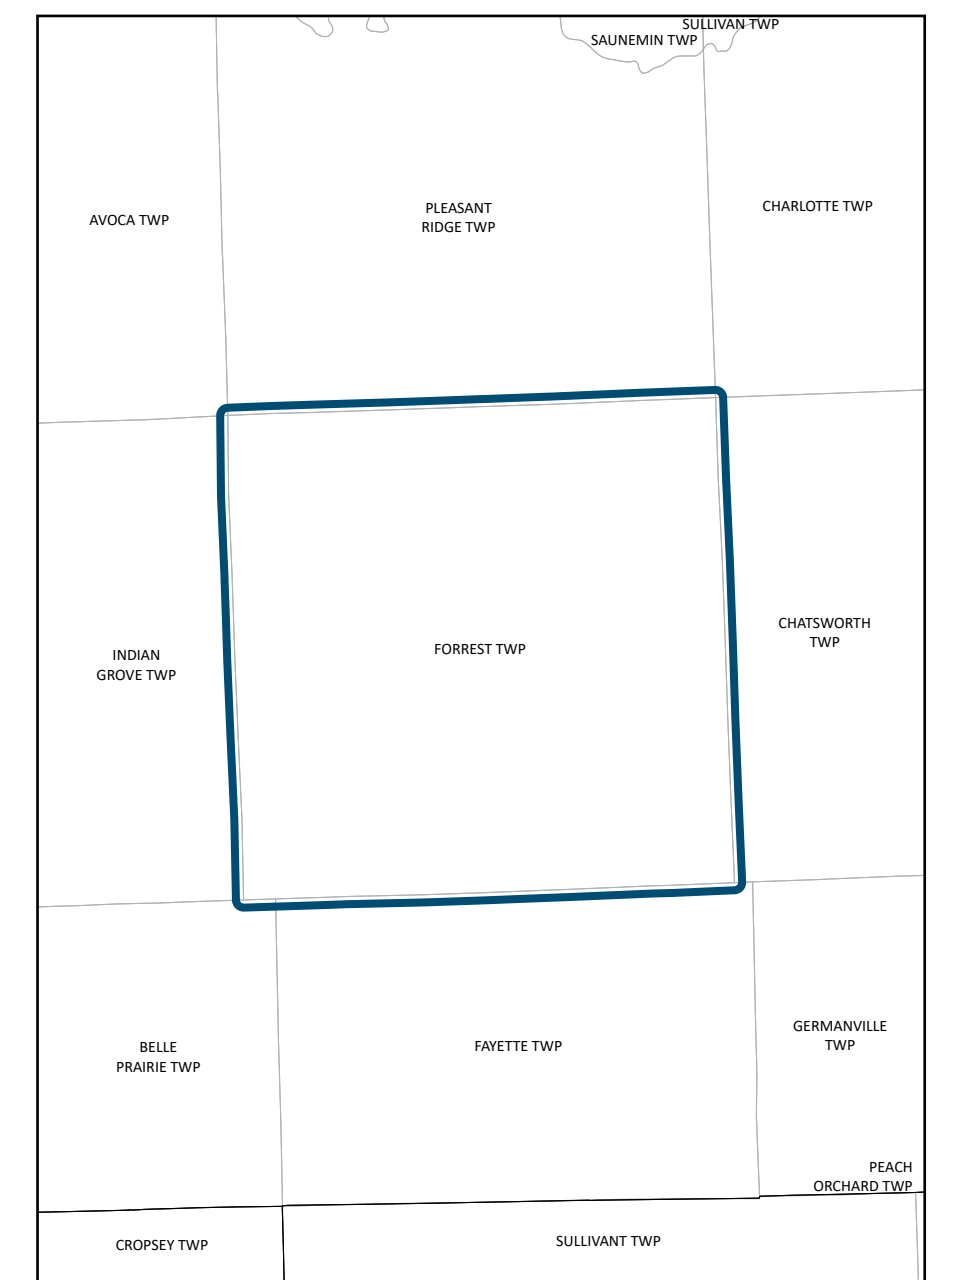 SULLIVAN TWP
SAUNEMIN TWP
AVOCA TWP
PLEASANT
RIDGE TWP
CHARLOTTE TWP
INDIAN
GROVE TWP
FORREST TWP
CHATSWORTH
TWP
BELLE
PRAIRIE TWP
FAYETTE TWP
GERMANVILLE
TWP
PEACH
ORCHARD TWP
CROPSEY TWP
SULLIVANT TWP